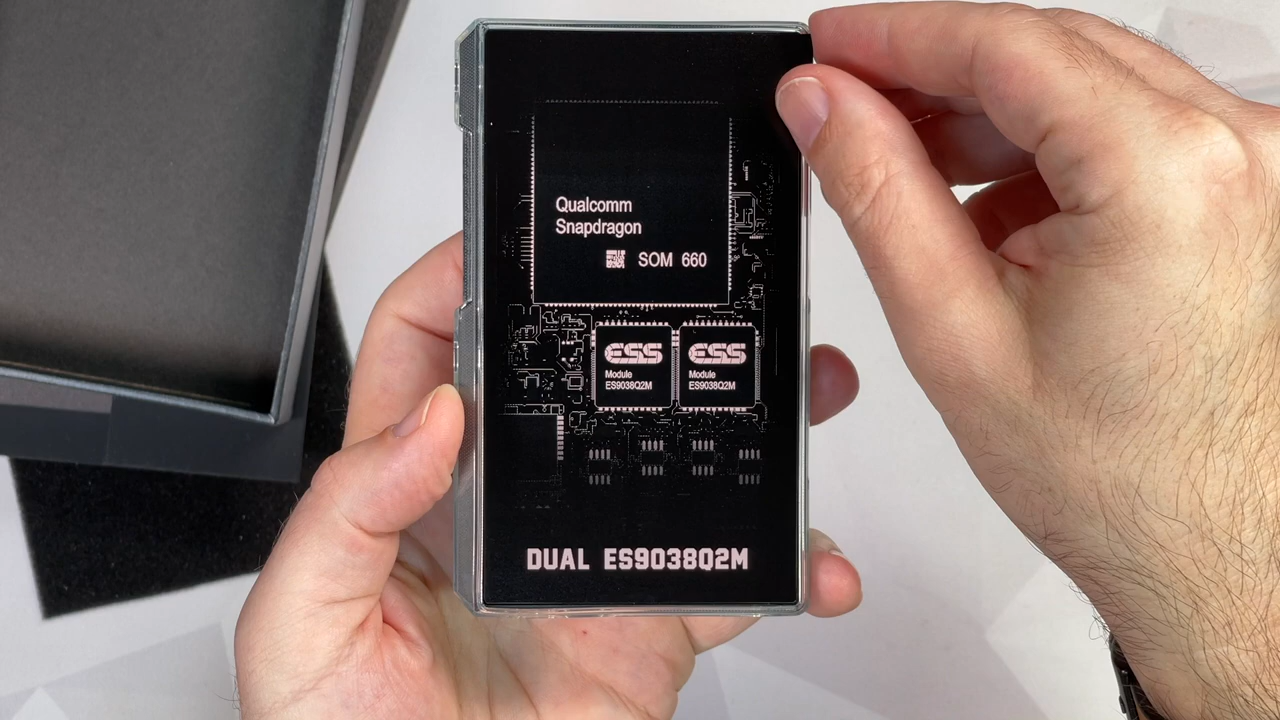 Qualcomm
Snapdragon
SOM 660
ESS
Module
ES9038Q2M
ESS
Module
ES9038Q2M
DUAL ES9038Q2M